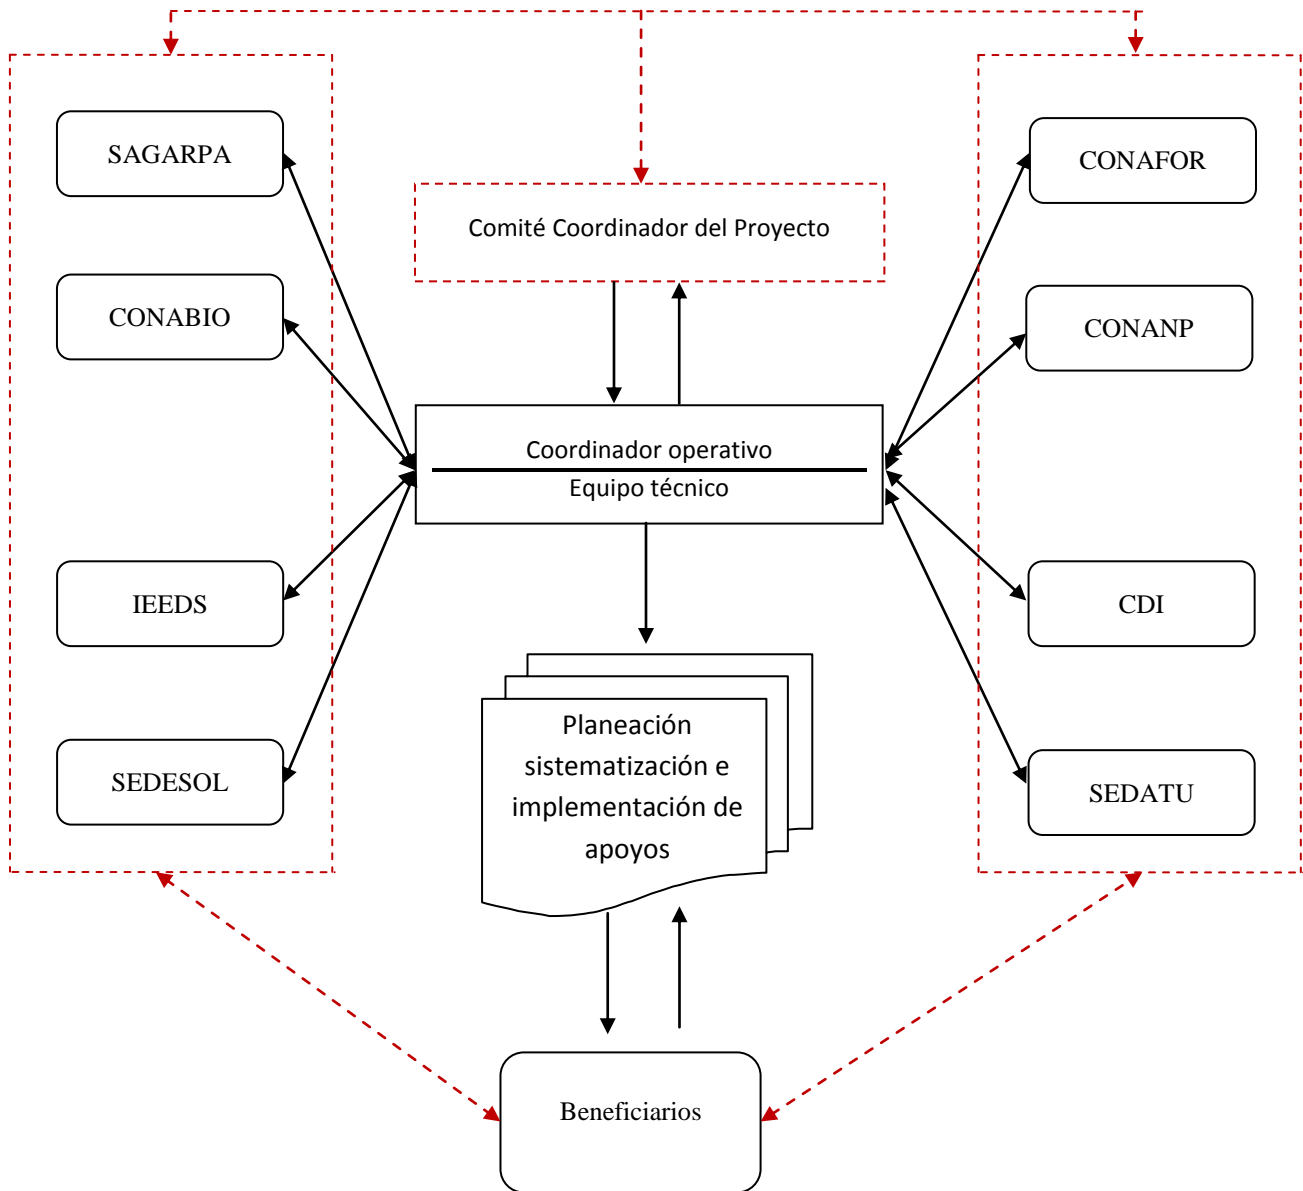 SAGARPA
CONABIO
IEEDS
SEDESOL
Comité Coordinador del Proyecto
Coordinador operativo
Equipo técnico
Planeación
sistematización e
implementación de
apoyos
Beneficiarios
CONAFOR
CONANP
CDI
SEDATU